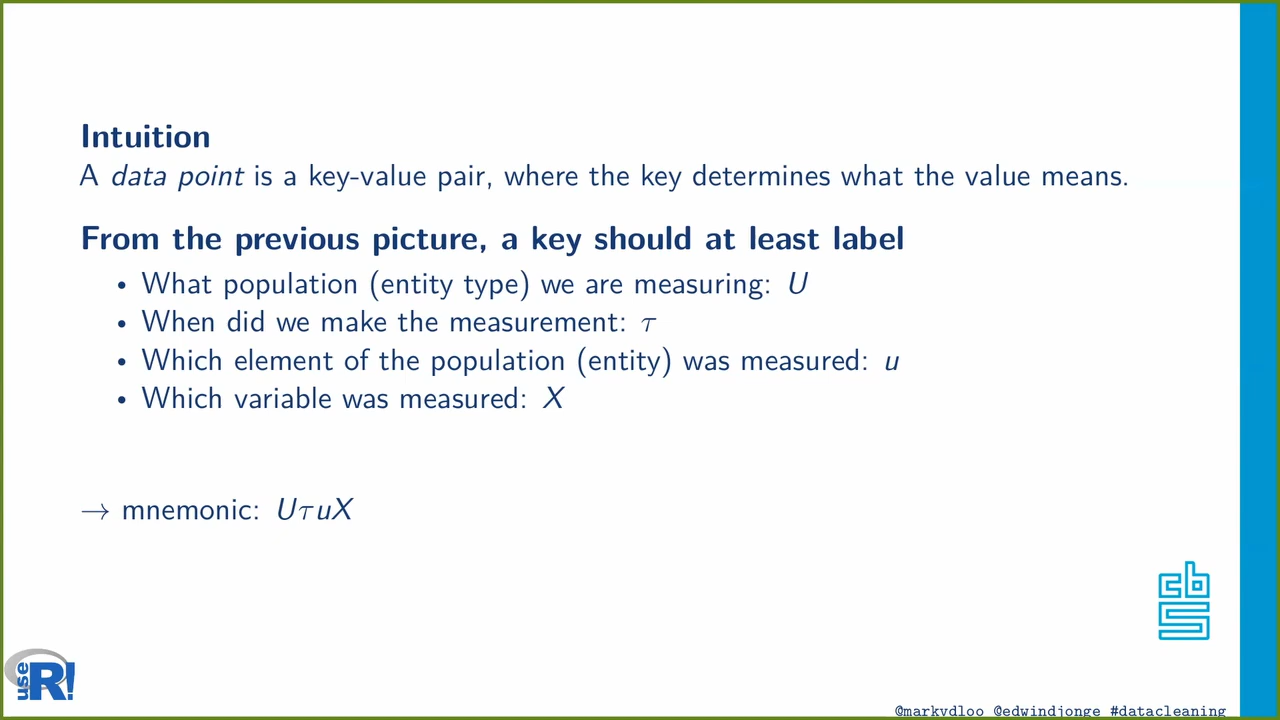 Intuition
A data point is a key-value pair, where the key determines what the value means.
From the previous picture, a key should at least label
• What population (entity type) we are measuring: U
• When did we make the measurement: τ
• Which element of the population (entity) was measured: u
• Which variable was measured: X
→ mnemonic: UτuX
cbs
useR!
@markvdloo @edwindjonge #datacleaning